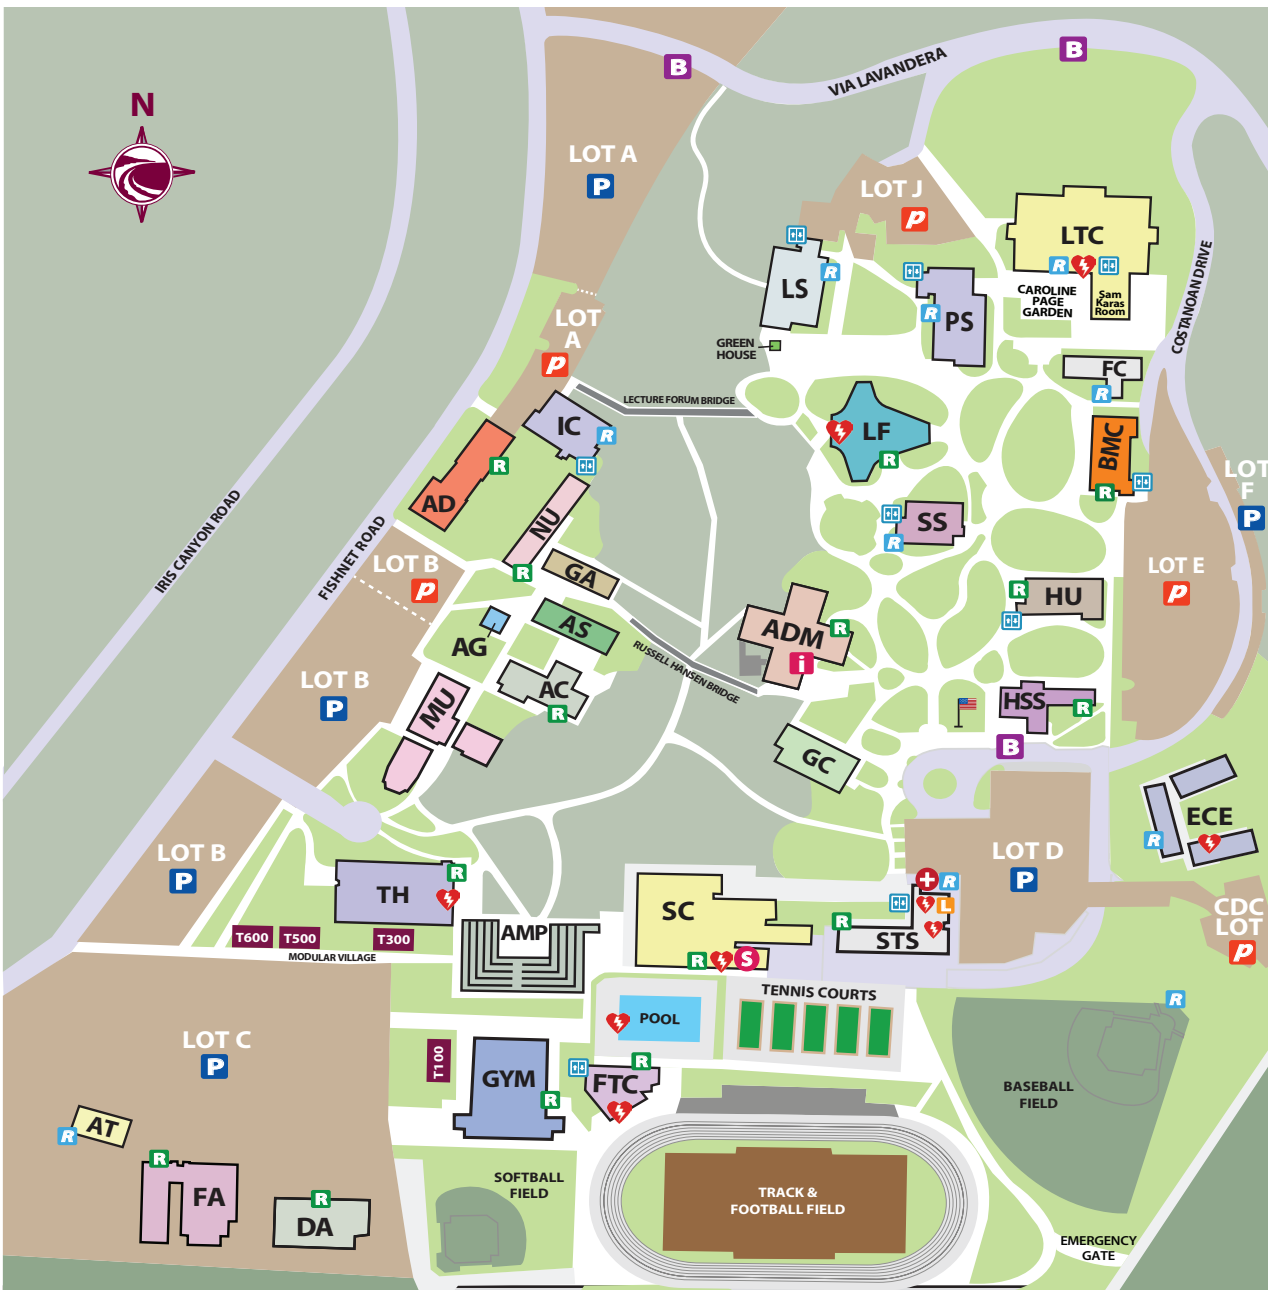 N
B
B
VIA LAVANDERA
LOT A
P
LOT J
P
LTC
R
CAROLINE
PAGE
GARDEN
Sam
Karas
Room
COSTANOAN DRIVE
LS
R
PS
R
GREEN
HOUSE
LOT
A
P
FC
R
LECTURE FORUM BRIDGE
IC
R
LF
R
BMC
R
LOT
F
P
AD
R
NU
R
SS
R
IRIS CANYON ROAD
FISHNET ROAD
LOT B
P
GA
LOT E
P
HU
R
AG
AS
ADM
R
i
RUSSELL HANSEN BRIDGE
LOT B
P
AC
R
MU
HSS
R
B
GC
ECE
R
LOT B
P
TH
R
LOT D
P
R
L
SC
R
S
STS
R
CDC
LOT
P
AMP
T600
T500
T300
MODULAR VILLAGE
TENNIS COURTS
POOL
R
LOT C
P
T100
GYM
R
FTC
R
BASEBALL
FIELD
AT
R
FA
R
DA
R
SOFTBALL
FIELD
TRACK &
FOOTBALL FIELD
EMERGENCY
GATE